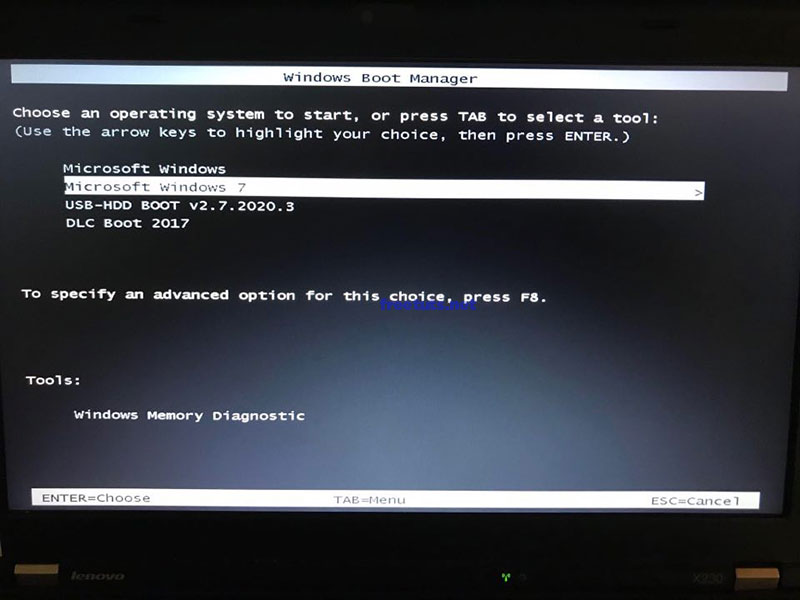 Windows Boot Manager
Choose an operating system to start, or press TAB to select a tool:
(Use the arrow keys to highlight your choice, then press ENTER.)
Microsoft Windows
Microsoft Windows 7 >
USB-HDD BOOT v2.7.2020.3
DLC Boot 2017
To specify an advanced option for this choice, press F8.
Tools:
Windows Memory Diagnostic
ENTER=Choose TAB=Menu ESC=Cancel
lenovo X230